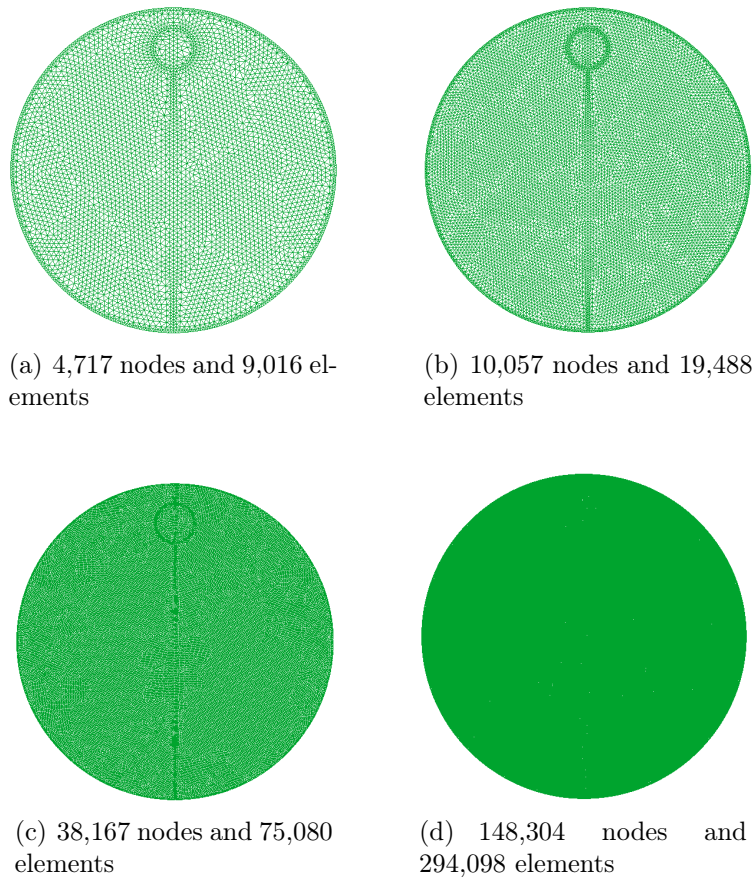 (a) 4,717 nodes and 9,016 el-
ements
(b) 10,057 nodes and 19,488
elements
(c) 38,167 nodes and 75,080
elements
(d) 148,304 nodes and
294,098 elements